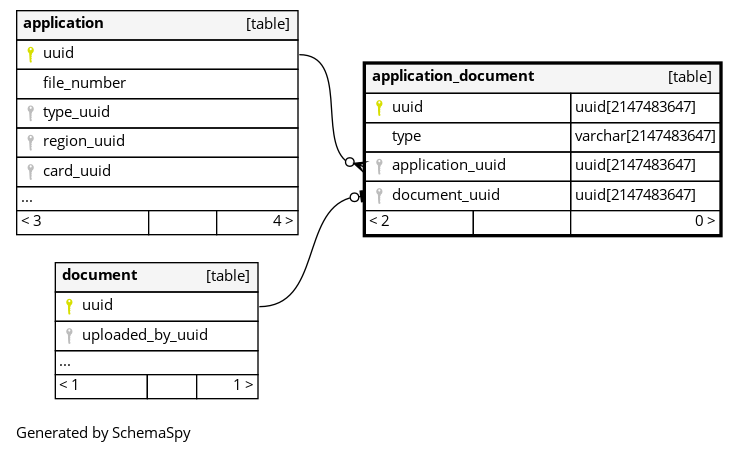 application [table]
uuid
file_number
type_uuid
region_uuid
card_uuid
...
< 3 4 >
application_document [table]
uuid uuid[2147483647]
type varchar[2147483647]
application_uuid uuid[2147483647]
document_uuid uuid[2147483647]
< 2 0 >
document [table]
uuid
uploaded_by_uuid
...
< 1 1 >
Generated by SchemaSpy